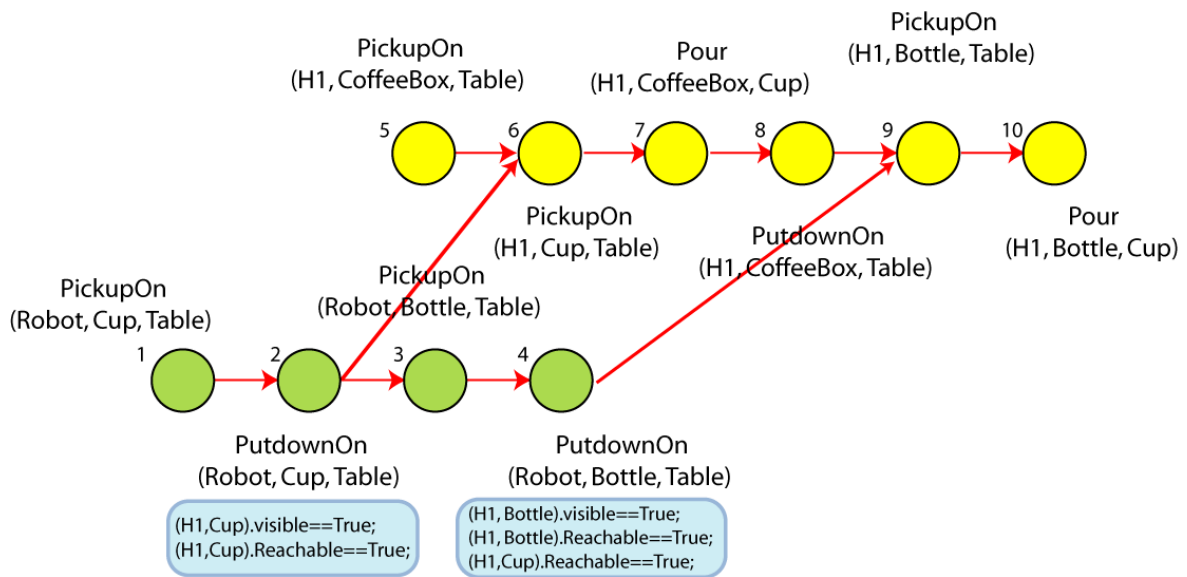 PickupOn
(H1, CoffeeBox, Table)
Pour
(H1, CoffeeBox, Cup)
PickupOn
(H1, Bottle, Table)
5
6
7
8
9
10
PickupOn
(H1, Cup, Table)
PutdownOn
(H1, CoffeeBox, Table)
Pour
(H1, Bottle, Cup)
PickupOn
(Robot, Cup, Table)
PickupOn
(Robot, Bottle, Table)
1
2
3
4
PutdownOn
(Robot, Cup, Table)
PutdownOn
(Robot, Bottle, Table)
(H1,Cup).visible==True;
(H1,Cup).Reachable==True;
(H1, Bottle).visible==True;
(H1, Bottle).Reachable==True;
(H1,Cup).Reachable==True;